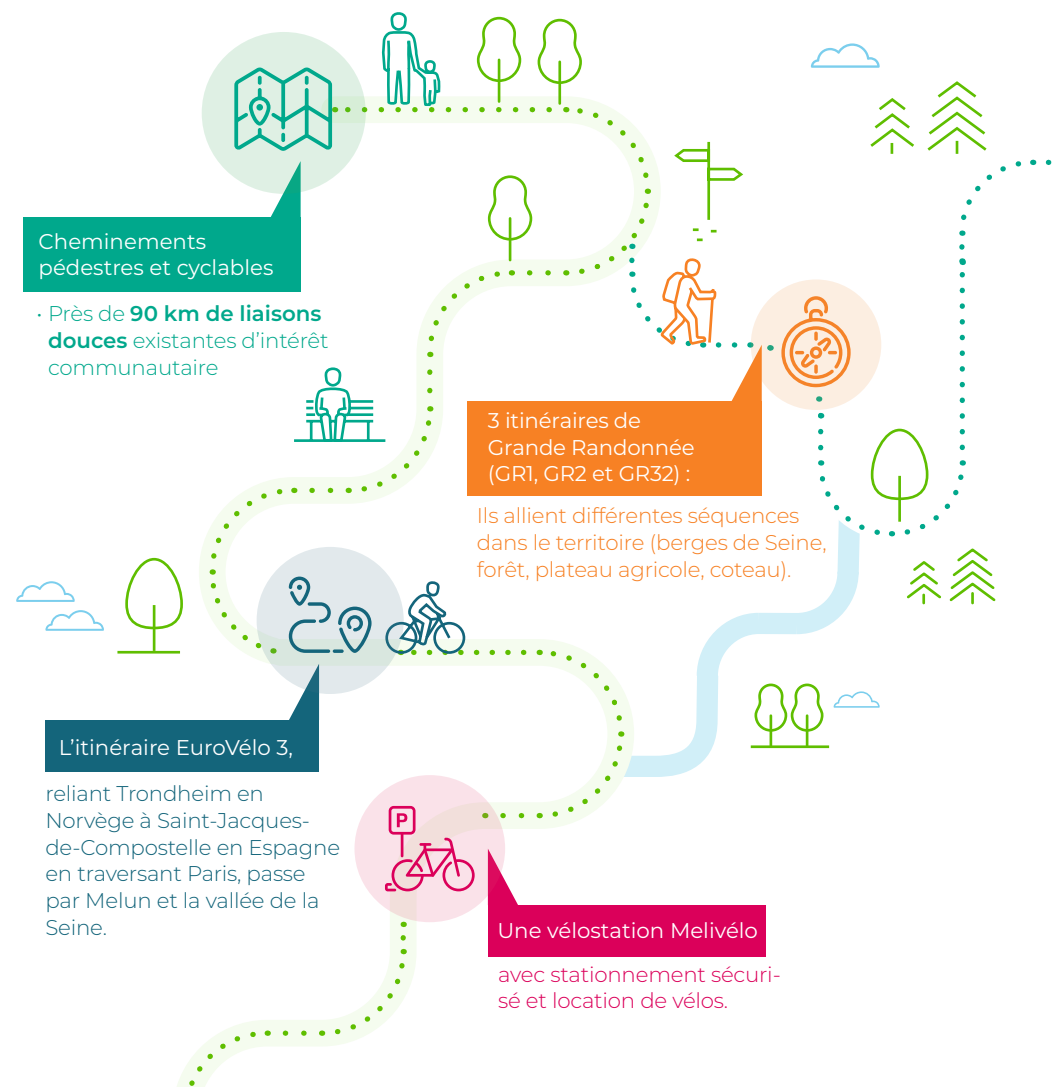 Cheminements
pédestres et cyclables
· Près de 90 km de liaisons
douces existantes d'intérêt
communautaire
3 itinéraires de
Grande Randonnée
(GR1, GR2 et GR32) :
Ils allient différentes séquences
dans le territoire (berges de Seine,
forêt, plateau agricole, coteau).
L'itinéraire EuroVélo 3,
reliant Trondheim en
Norvège à Saint-Jacques-
de-Compostelle en Espagne
en traversant Paris, passe
par Melun et la vallée de la
Seine.
P
Une vélostation Melivélo
avec stationnement sécuri-
sé et location de vélos.